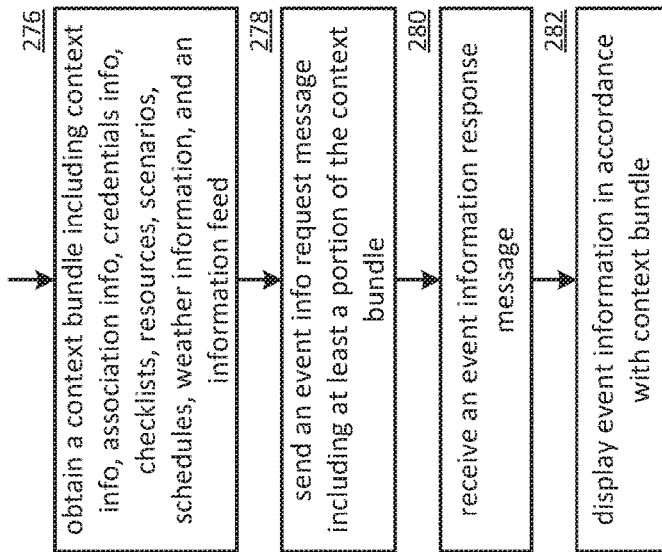 276
obtain a context bundle including context
info, association info, credentials info,
checklists, resources, scenarios,
schedules, weather information, and an
information feed
278
send an event info request message
including at least a portion of the context
bundle
280
receive an event information response
message
282
display event information in accordance
with context bundle